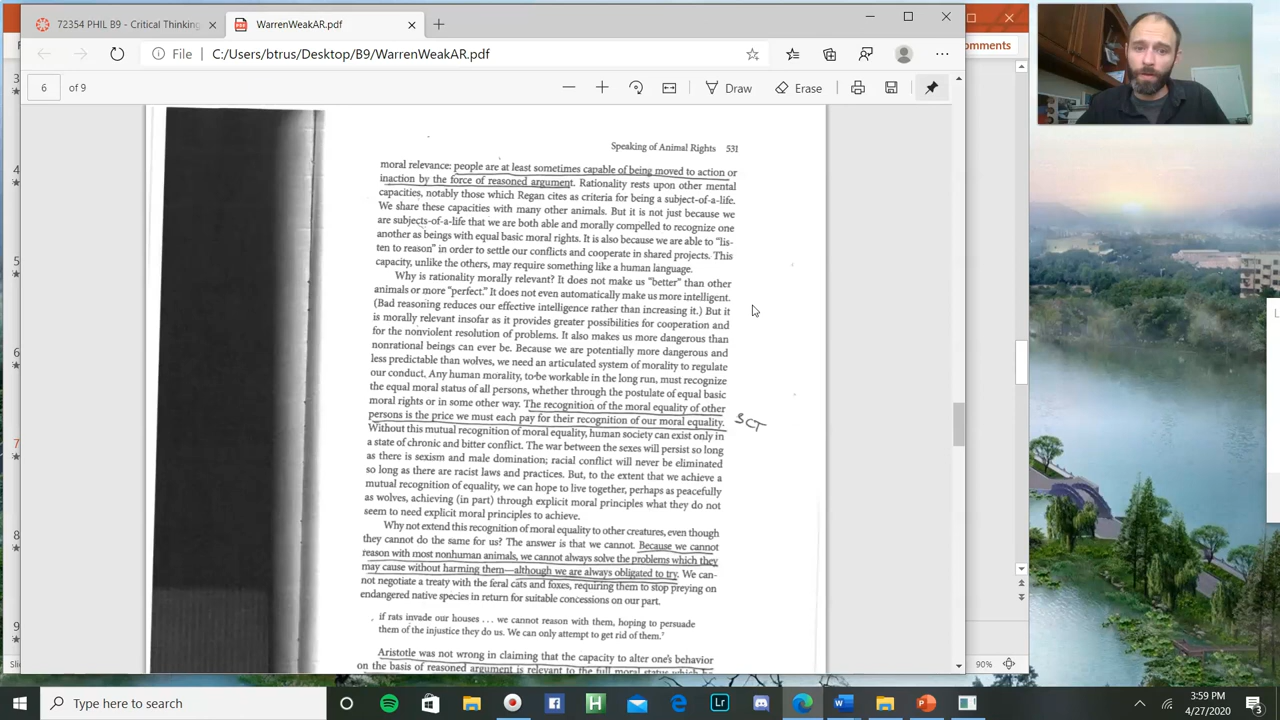 72354 PHIL B9 - Critical Thinking
WarrenWeakAR.pdf
File
C:/Users/btrus/Desktop/B9/WarrenWeakAR.pdf
6
of 9
Draw
Erase
omments
Speaking of Animal Rights 531
moral relevance: people are at least sometimes capable of being moved to action or
inaction by the force of reasoned argument. Rationality rests upon other mental
capacities, notably those which Regan cites as criteria for being a subject-of-a-life.
We share these capacities with many other animals. But it is not just because we
are subjects-of-a-life that we are both able and morally compelled to recognize one
another as beings with equal basic moral rights. It is also because we are able to "lis-
ten to reason" in order to settle our conflicts and cooperate in shared projects. This
capacity, unlike the others, may require something like a human language.
Why is rationality morally relevant? It does not make us "better" than other
animals or more "perfect." It does not even automatically make us more intelligent.
(Bad reasoning reduces our effective intelligence rather than increasing it.) But it
is morally relevant insofar as it provides greater possibilities for cooperation and
for the nonviolent resolution of problems. It also makes us more dangerous than
nonrational beings can ever be. Because we are potentially more dangerous and
less predictable than wolves, we need an articulated system of morality to regulate
our conduct. Any human morality, to be workable in the long run, must recognize
the equal moral status of all persons, whether through the postulate of equal basic
moral rights or in some other way. The recognition of the moral equality of other
persons is the price we must each pay for their recognition of our moral equality.
SCT
Without this mutual recognition of moral equality, human society can exist only in
a state of chronic and bitter conflict. The war between the sexes will persist so long
as there is sexism and male domination; racial conflict will never be eliminated
so long as there are racist laws and practices. But, to the extent that we achieve a
mutual recognition of equality, we can hope to live together, perhaps as peacefully
as wolves, achieving (in part) through explicit moral principles what they do not
seem to need explicit moral principles to achieve.
Why not extend this recognition of moral equality to other creatures, even though
they cannot do the same for us? The answer is that we cannot. Because we cannot
reason with most nonhuman animals, we cannot always solve the problems which they
may cause without harming them—although we are always obligated to try. We can-
not negotiate a treaty with the feral cats and foxes, requiring them to stop preying on
endangered native species in return for suitable concessions on our part.
if rats invade our houses . . . we cannot reason with them, hoping to persuade
them of the injustice they do us. We can only attempt to get rid of them.7
Aristotle was not wrong in claiming that the capacity to alter one's behavior
on the basis of reasoned argument is relevant to the full moral status which he
3
4
5
6
7
8
9
90%
Type here to search
3:59 PM
4/27/2020
3